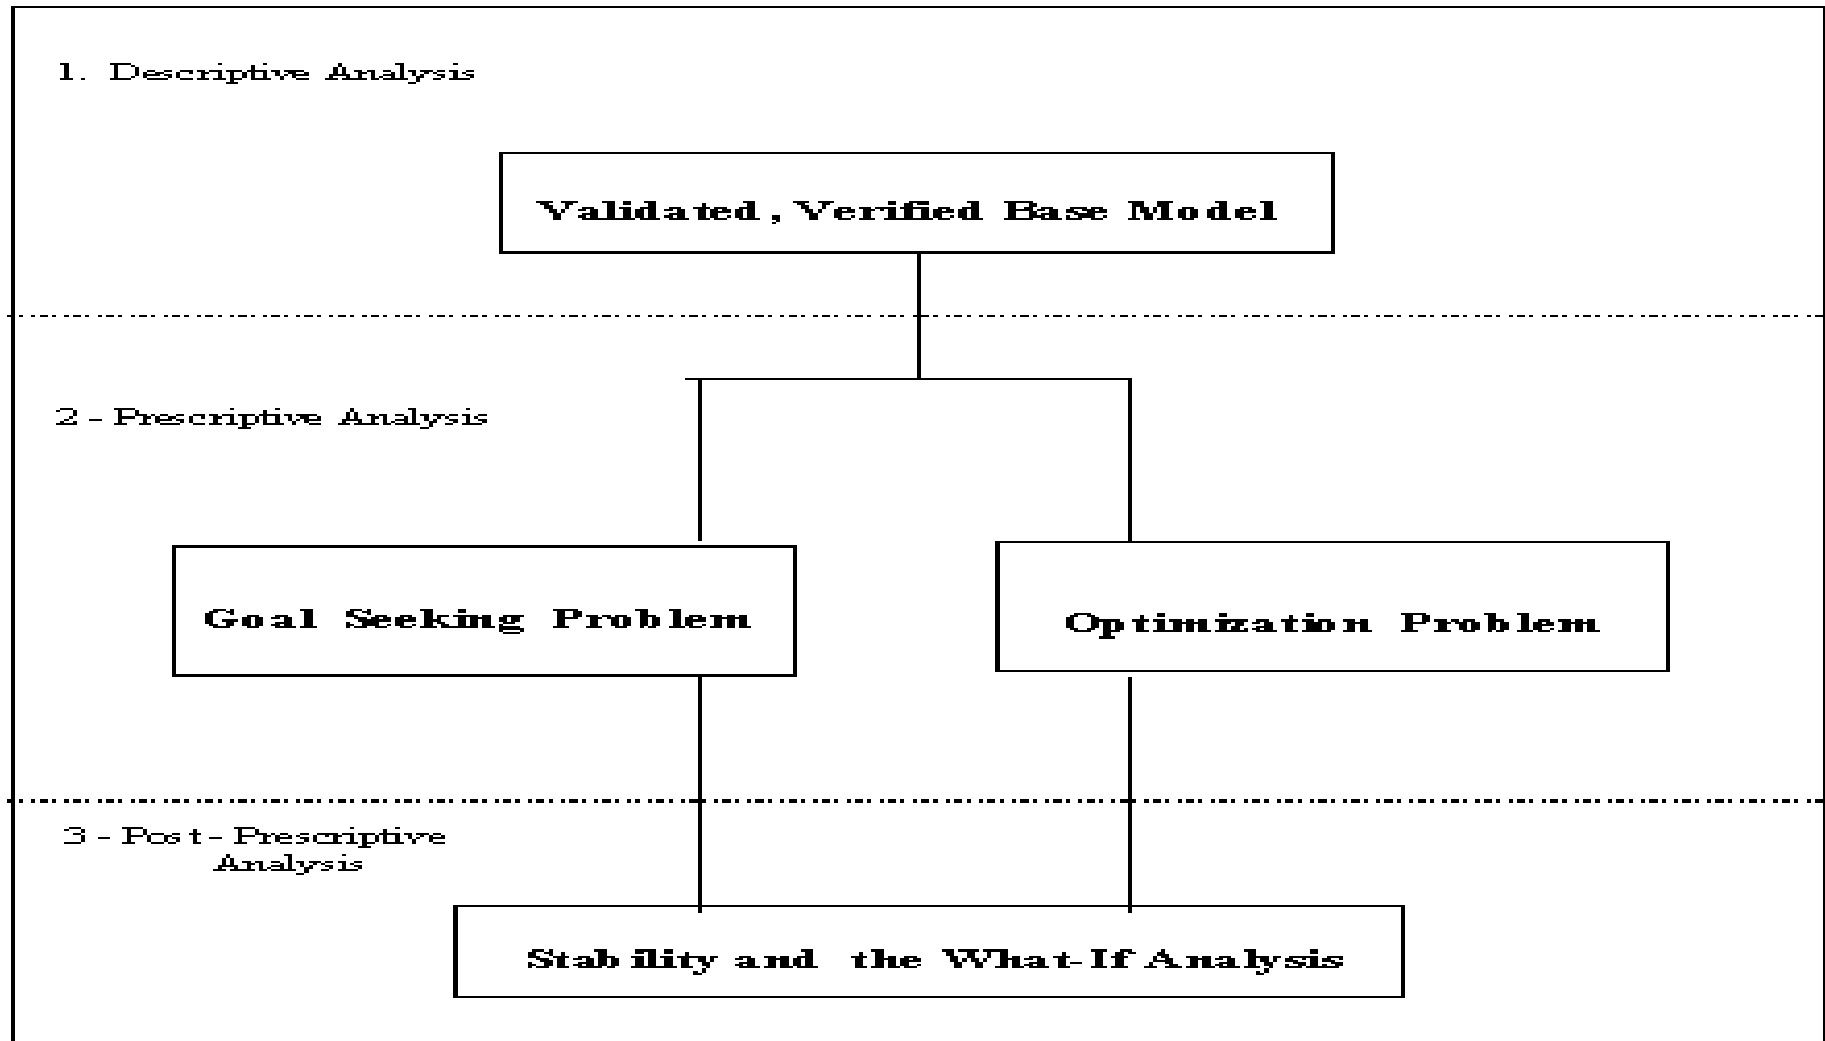 1. Descriptive Analysis
Validated, Verified Base Model
2 - Prescriptive Analysis
Goal Seeking Problem
Optimization Problem
3 - Post - Prescriptive
Analysis
Stability and the What-If Analysis